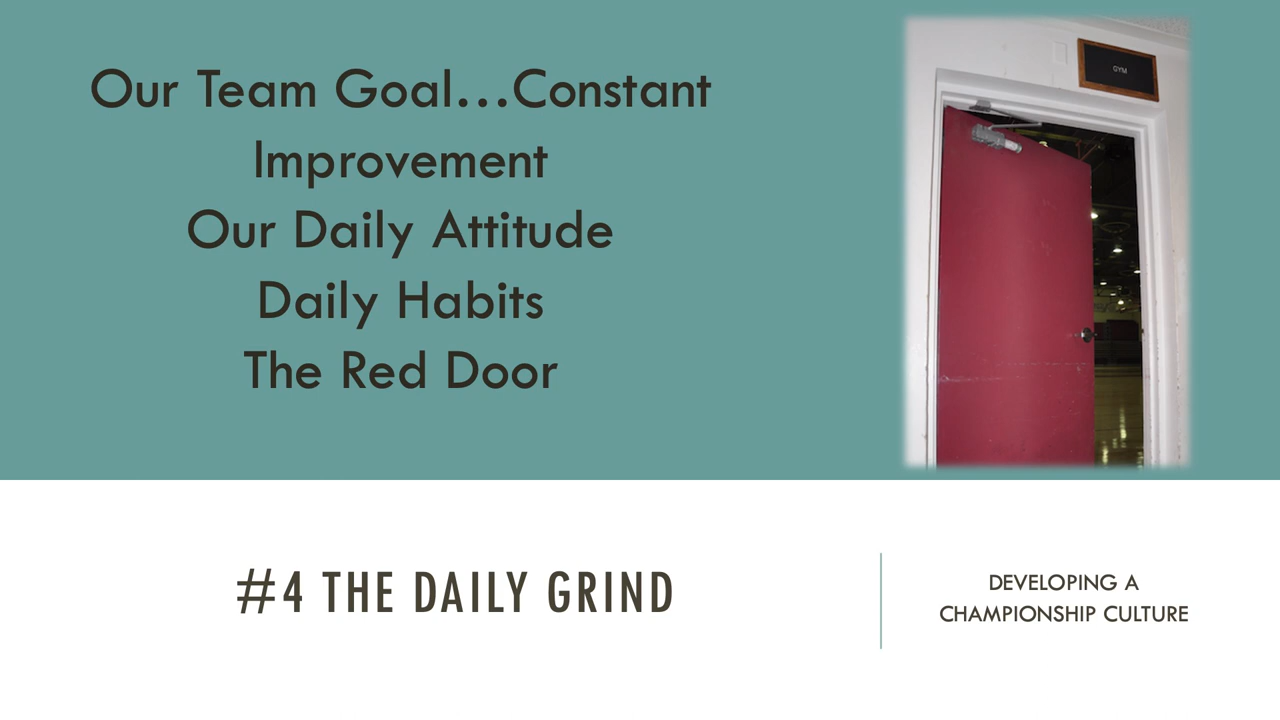 Our Team Goal...Constant
Improvement
Our Daily Attitude
Daily Habits
The Red Door
GYM
#4 THE DAILY GRIND
DEVELOPING A
CHAMPIONSHIP CULTURE